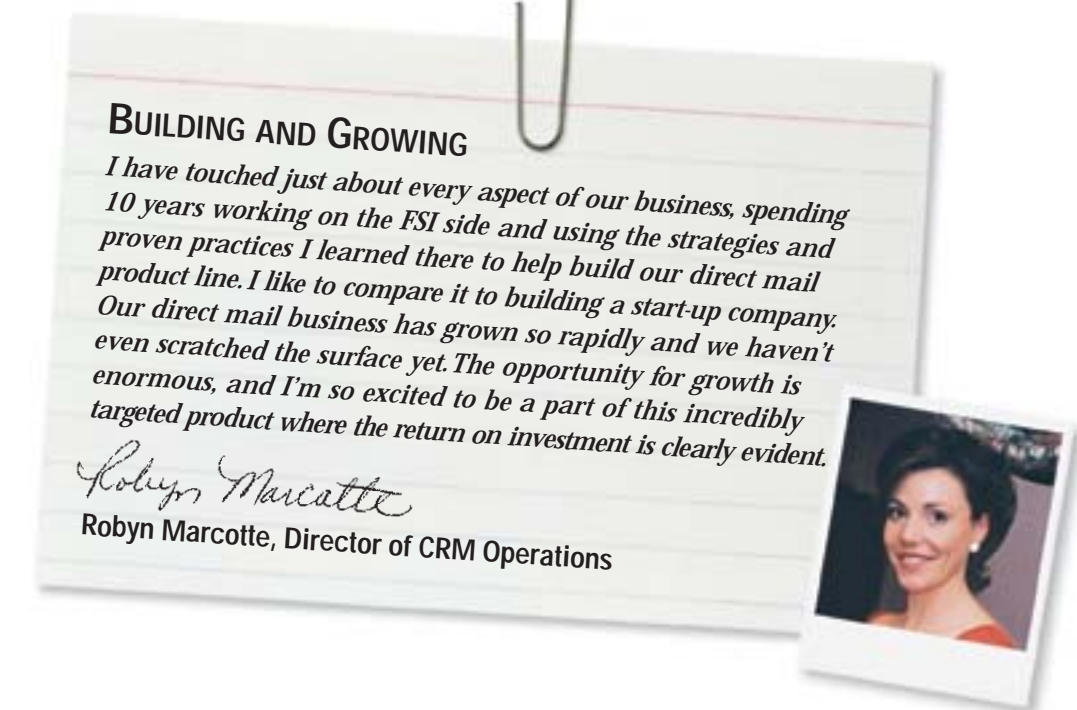 BUILDING AND GROWING
I have touched just about every aspect of our business, spending
10 years working on the FSI side and using the strategies and
proven practices I learned there to help build our direct mail
product line. I like to compare it to building a start-up company.
Our direct mail business has grown so rapidly and we haven't
even scratched the surface yet. The opportunity for growth is
enormous, and I'm so excited to be a part of this incredibly
targeted product where the return on investment is clearly evident.
Robyn Marcotte
Robyn Marcotte, Director of CRM Operations